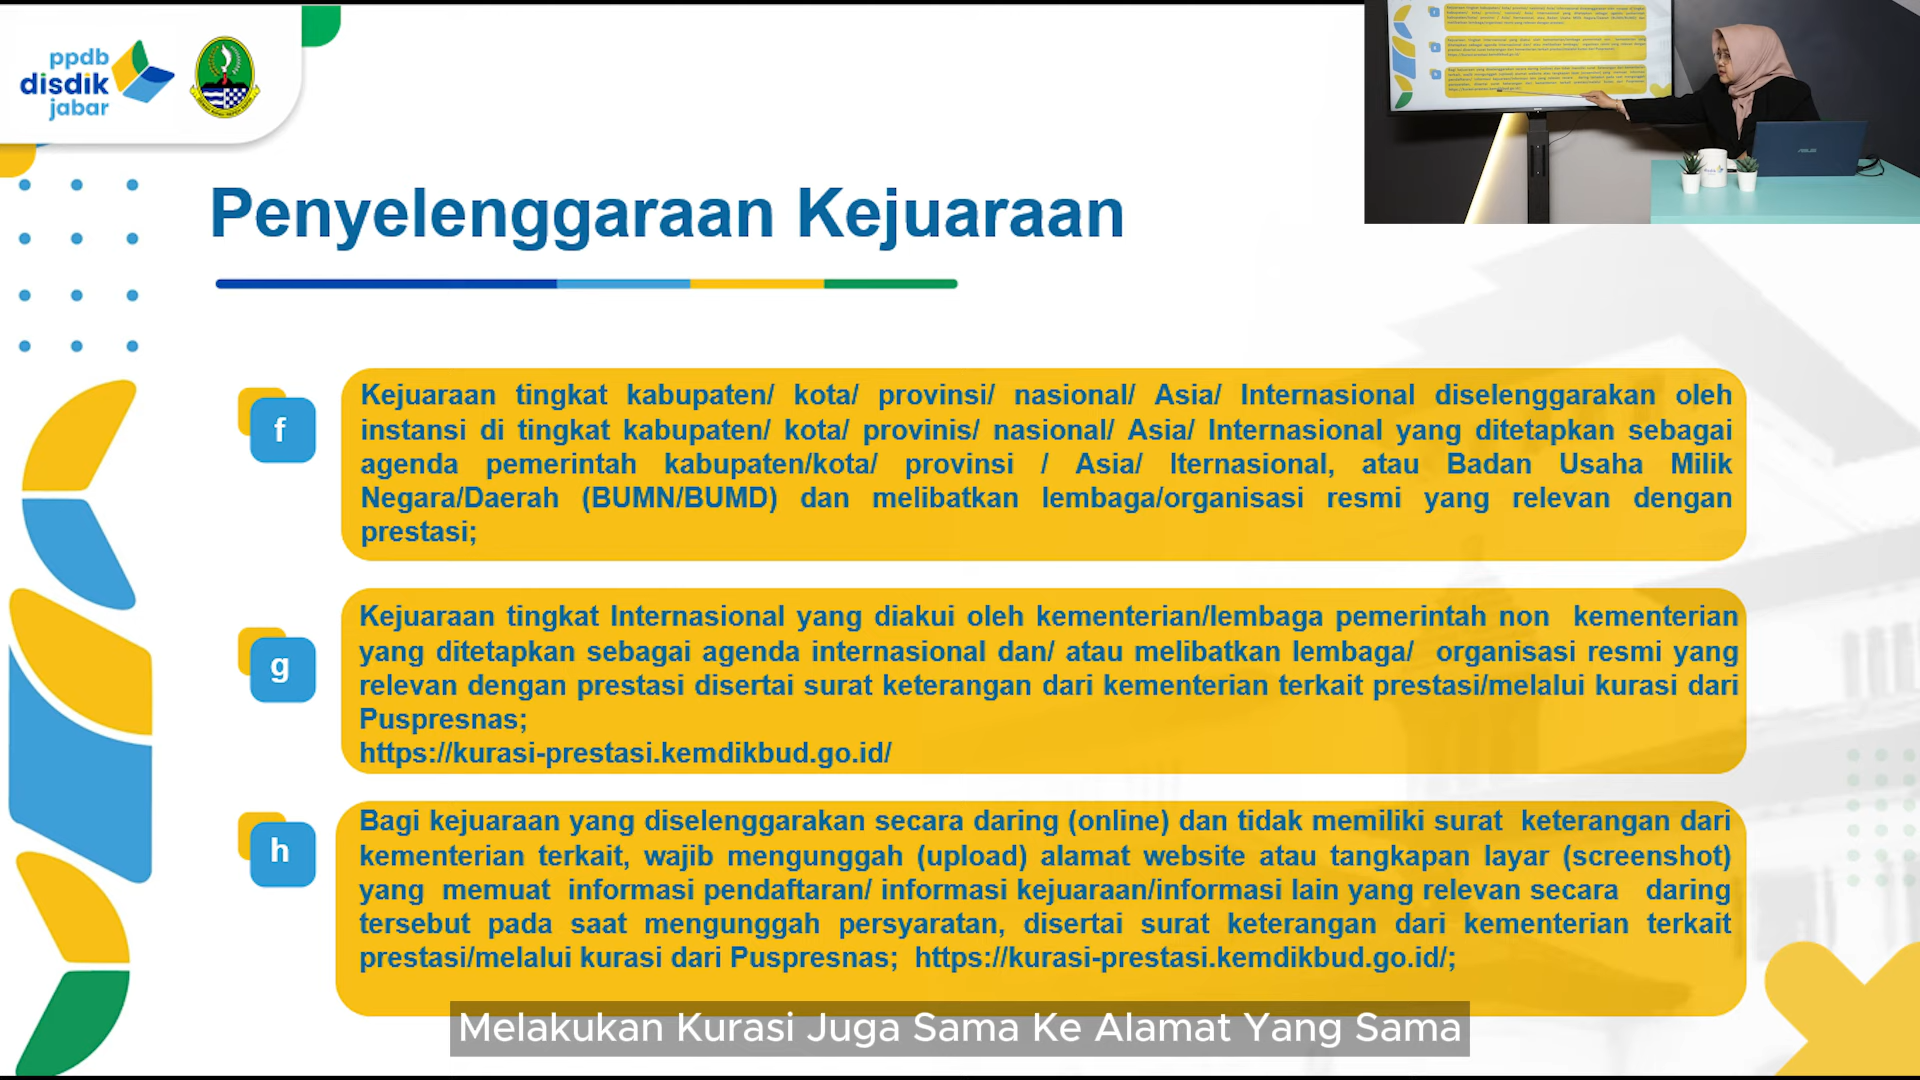 ppdb
disdik
jabar
Penyelenggaraan Kejuaraan
f
Kejuaraan tingkat kabupaten/ kota/ provinsi/ nasional/ Asia/ Internasional diselenggarakan oleh
instansi di tingkat kabupaten/ kota/ provinis/ nasional/ Asia/ Internasional yang ditetapkan sebagai
agenda pemerintah kabupaten/kota/ provinsi / Asia/ Iternasional, atau Badan Usaha Milik
Negara/Daerah (BUMN/BUMD) dan melibatkan lembaga/organisasi resmi yang relevan dengan
prestasi;
g
Kejuaraan tingkat Internasional yang diakui oleh kementerian/lembaga pemerintah non kementerian
yang ditetapkan sebagai agenda internasional dan/ atau melibatkan lembaga/ organisasi resmi yang
relevan dengan prestasi disertai surat keterangan dari kementerian terkait prestasi/melalui kurasi dari
Puspresnas;
https://kurasi-prestasi.kemdikbud.go.id/
h
Bagi kejuaraan yang diselenggarakan secara daring (online) dan tidak memiliki surat keterangan dari
kementerian terkait, wajib mengunggah (upload) alamat website atau tangkapan layar (screenshot)
yang memuat informasi pendaftaran/ informasi kejuaraan/informasi lain yang relevan secara daring
tersebut pada saat mengunggah persyaratan, disertai surat keterangan dari kementerian terkait
prestasi/melalui kurasi dari Puspresnas; https://kurasi-prestasi.kemdikbud.go.id/;
Melakukan Kurasi Juga Sama Ke Alamat Yang Sama